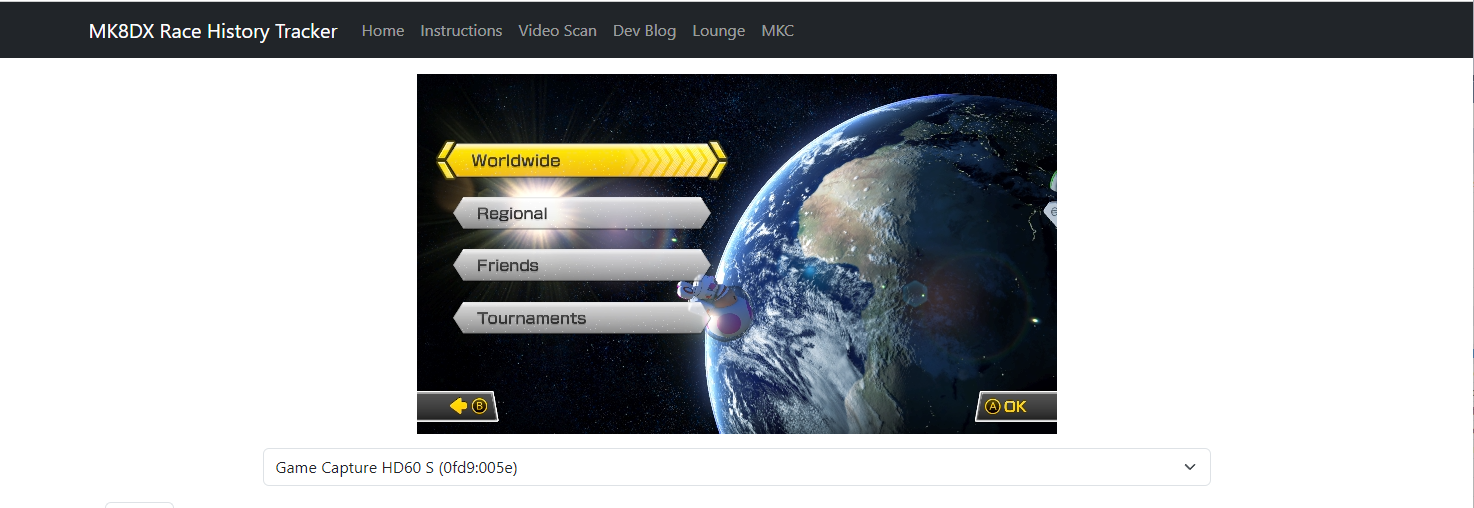 MK8DX Race History Tracker Home Instructions Video Scan Dev Blog Lounge MKC
Worldwide
Regional
Friends
Tournaments
B
A OK
Game Capture HD60 S (0fd9:005e)